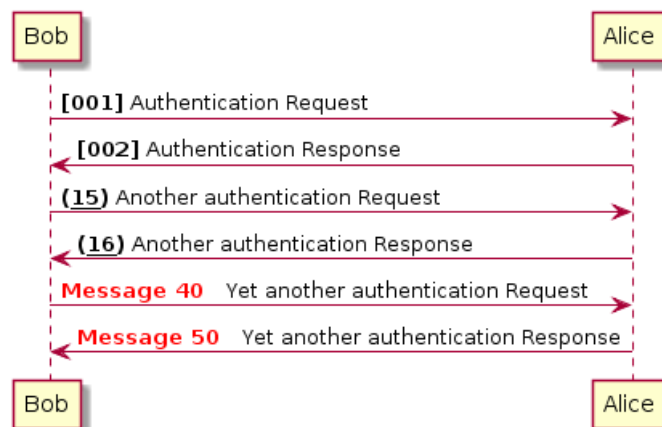 Bob
Alice
[001] Authentication Request
[002] Authentication Response
(15) Another authentication Request
(16) Another authentication Response
Message 40 Yet another authentication Request
Message 50 Yet another authentication Response
Bob
Alice